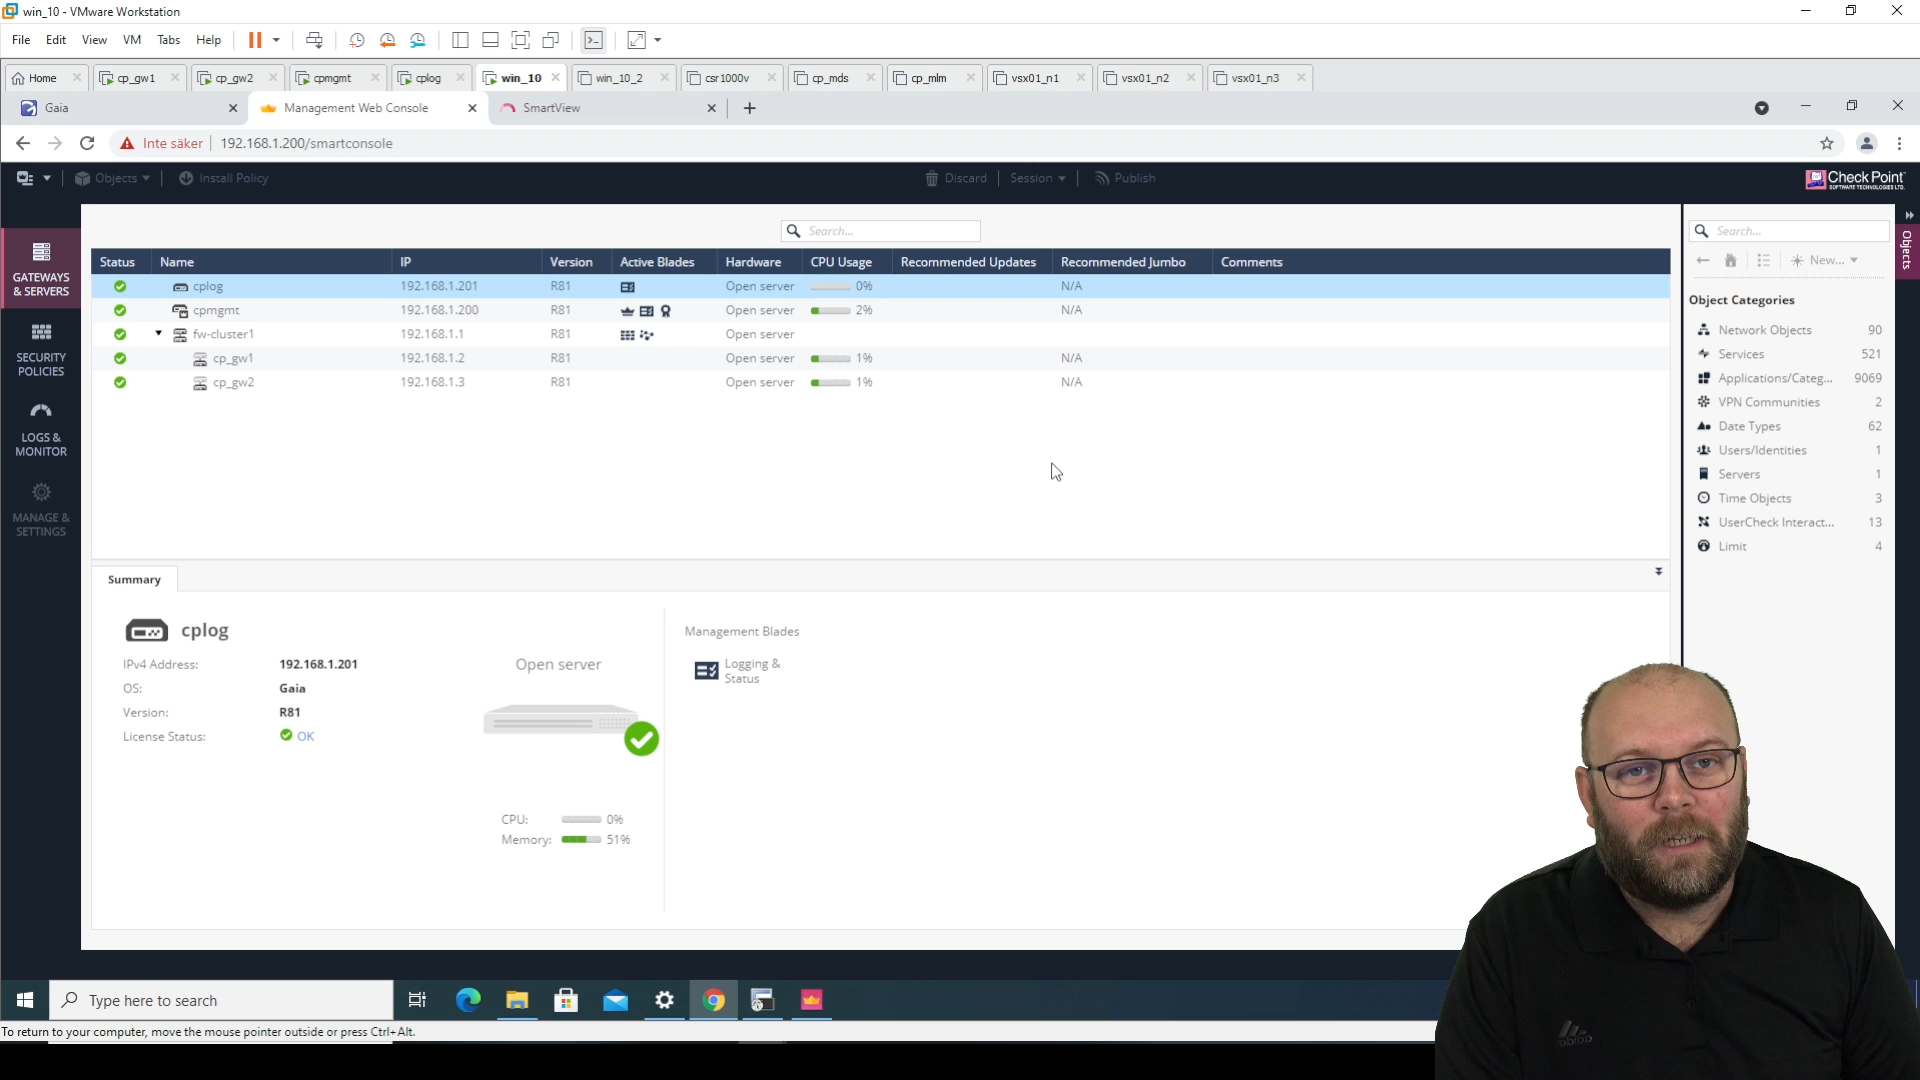 win_10 - VMware Workstation
File Edit View VM Tabs Help
Home cp_gw1 cp_gw2 cpmgmt cplog win_10 win_10_2 csr1000v cp_mds cp_mlm vsx01_n1 vsx01_n2 vsx01_n3
Gaia Management Web Console SmartView
Inte säker 192.168.1.200/smartconsole
Objects Install Policy Discard Session Publish Check Point
SOFTWARE TECHNOLOGIES LTD.
GATEWAYS
& SERVERS
SECURITY
POLICIES
LOGS &
MONITOR
MANAGE &
SETTINGS
Search...
Status Name IP Version Active Blades Hardware CPU Usage Recommended Updates Recommended Jumbo Comments
cplog 192.168.1.201 R81 Open server 0% N/A
cpmgmt 192.168.1.200 R81 Open server 2% N/A
fw-cluster1 192.168.1.1 R81 Open server
cp_gw1 192.168.1.2 R81 Open server 1% N/A
cp_gw2 192.168.1.3 R81 Open server 1% N/A
Summary
cplog
IPv4 Address: 192.168.1.201
OS: Gaia
Version: R81
License Status: OK
Open server
CPU: 0%
Memory: 51%
Management Blades
Logging &
Status
Search...
New...
Objects
Object Categories
Network Objects 90
Services 521
Applications/Categ... 9069
VPN Communities 2
Date Types 62
Users/Identities 1
Servers 1
Time Objects 3
UserCheck Interact... 13
Limit 4
Type here to search
To return to your computer, move the mouse pointer outside or press Ctrl+Alt.
adidas